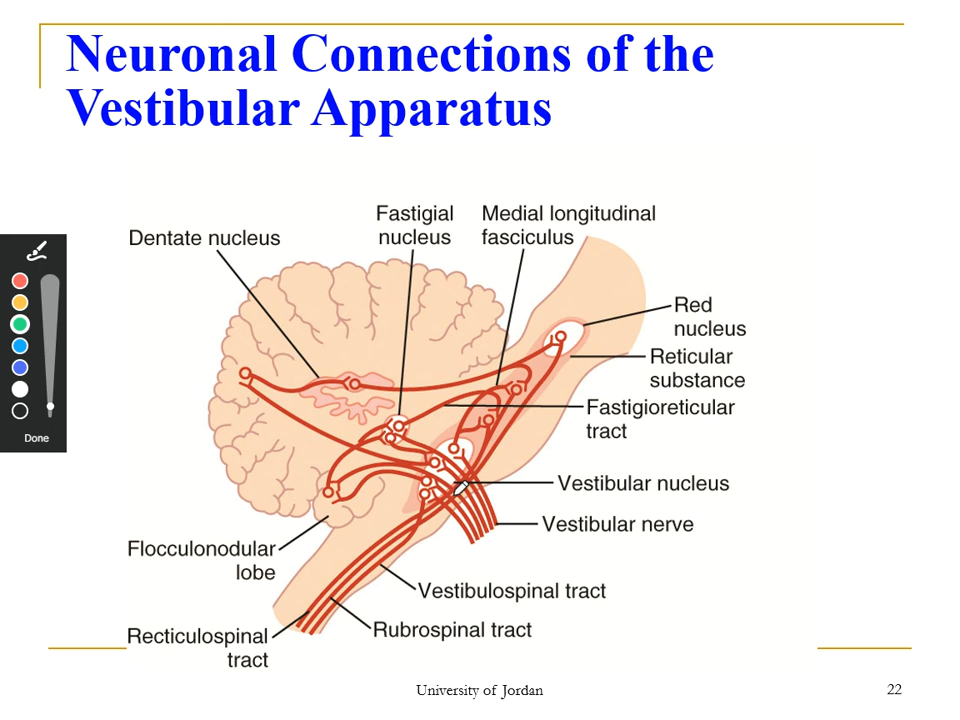 Neuronal Connections of the
Vestibular Apparatus
Dentate nucleus
Fastigial
nucleus
Medial longitudinal
fasciculus
Red
nucleus
Reticular
substance
Fastigioreticular
tract
Vestibular nucleus
Vestibular nerve
Flocculonodular
lobe
Vestibulospinal tract
Rubrospinal tract
Recticulospinal
tract
Done
University of Jordan
22